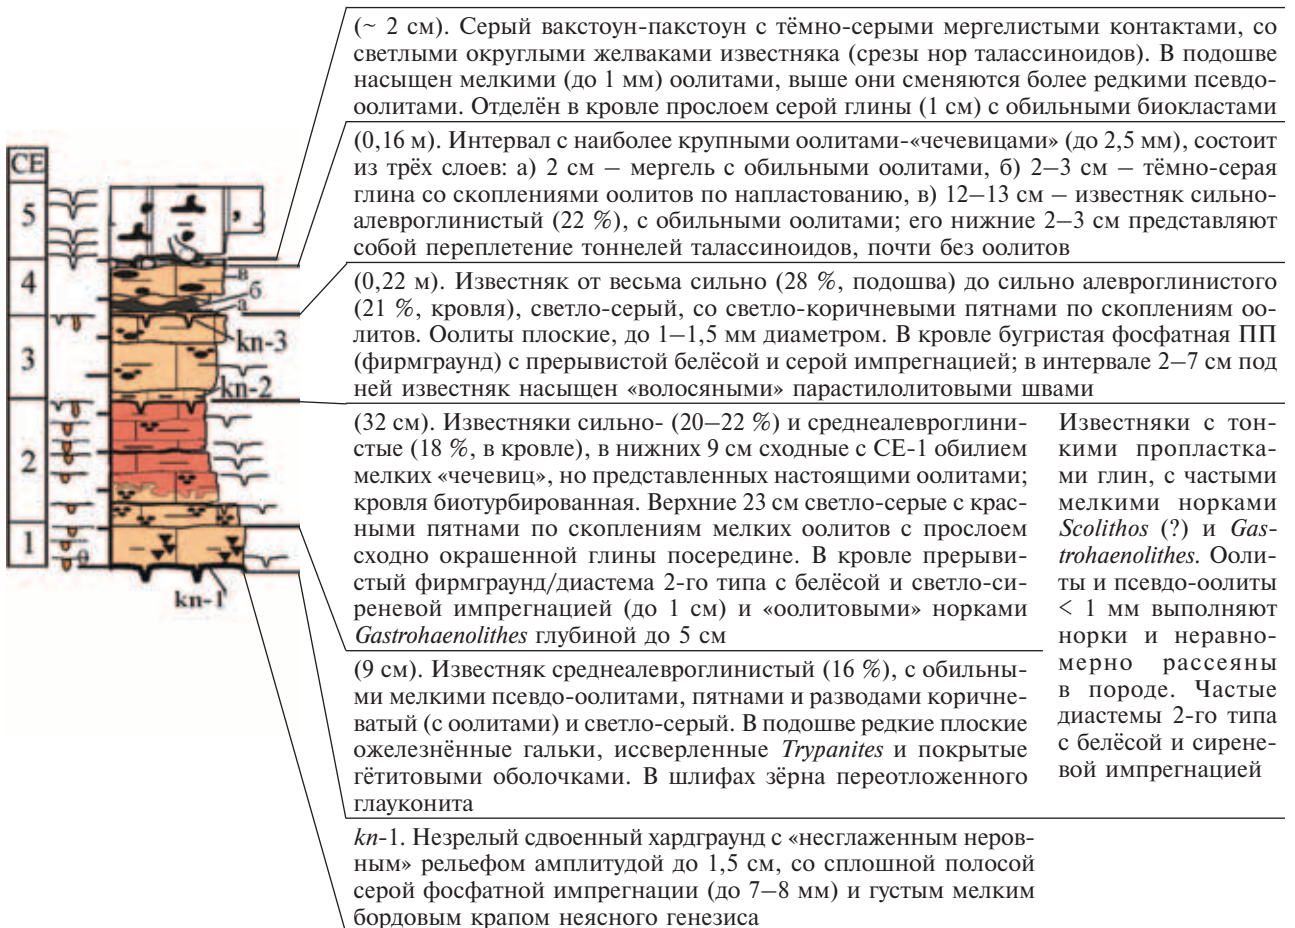 (~ 2 см). Серый вакстоун-пакстоун с тёмно-серыми мергелистыми контактами, со
светлыми округлыми желваками известняка (срезы нор талассиноидов). В подошве
насыщен мелкими (до 1 мм) оолитами, выше они сменяются более редкими псевдо-
оолитами. Отделён в кровле прослоем серой глины (1 см) с обильными биокластами
(0,16 м). Интервал с наиболее крупными оолитами-«чечевицами» (до 2,5 мм), состоит
из трёх слоев: а) 2 см – мергель с обильными оолитами, б) 2–3 см – тёмно-серая
глина со скоплениями оолитов по напластованию, в) 12–13 см – известняк сильно-
алевроглинистый (22 %), с обильными оолитами; его нижние 2–3 см представляют
собой переплетение тоннелей талассиноидов, почти без оолитов
(0,22 м). Известняк от весьма сильно (28 %, подошва) до сильно алевроглинистого
(21 %, кровля), светло-серый, со светло-коричневыми пятнами по скоплениям оо-
литов. Оолиты плоские, до 1–1,5 мм диаметром. В кровле бугристая фосфатная ПП
(фирмграунд) с прерывистой белёсой и серой импрегнацией; в интервале 2–7 см под
ней известняк насыщен «волосяными» парастилолитовыми швами
(32 см). Известняки сильно- (20–22 %) и среднеалевроглини-
стые (18 %, в кровле), в нижних 9 см сходные с СЕ-1 обилием
мелких «чечевиц», но представленных настоящими оолитами;
кровля биотурбированная. Верхние 23 см светло-серые с крас-
ными пятнами по скоплениям мелких оолитов с прослоем
сходно окрашенной глины посередине. В кровле прерыви-
стый фирмграунд/диастема 2-го типа с белёсой и светло-си-
реневой импрегнацией (до 1 см) и «оолитовыми» норками
Gastrohaenolithes глубиной до 5 см
Известняки с тон-
кими пропластка-
ми глин, с частыми
мелкими норками
Scolithos (?) и Gas-
trohaenolithes. Ооли-
ты и псевдо-оолиты
< 1 мм выполняют
норки и неравно-
мерно рассеяны
в породе. Частые
диастемы 2-го типа
с белёсой и сирене-
вой импрегнацией
(9 см). Известняк среднеалевроглинистый (16 %), с обильны-
ми мелкими псевдо-оолитами, пятнами и разводами коричне-
ватый (с оолитами) и светло-серый. В подошве редкие плоские
ожелезнённые гальки, иссверленные Trypanites и покрытые
гётитовыми оболочками. В шлифах зёрна переотложенного
глауконита
kn-1. Незрелый сдвоенный хардграунд с «несглаженным неров-
ным» рельефом амплитудой до 1,5 см, со сплошной полосой
серой фосфатной импрегнации (до 7–8 мм) и густым мелким
бордовым крапом неясного генезиса
СЕ
5
4
3
2
1
в
б
а
kn-3
kn-2
kn-1